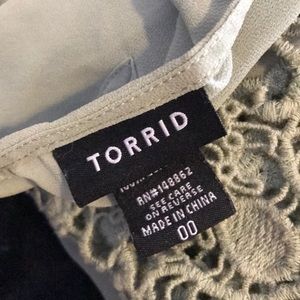 TORRID
RN#148862
SEE CARE
ON REVERSE
MADE IN CHINA
00